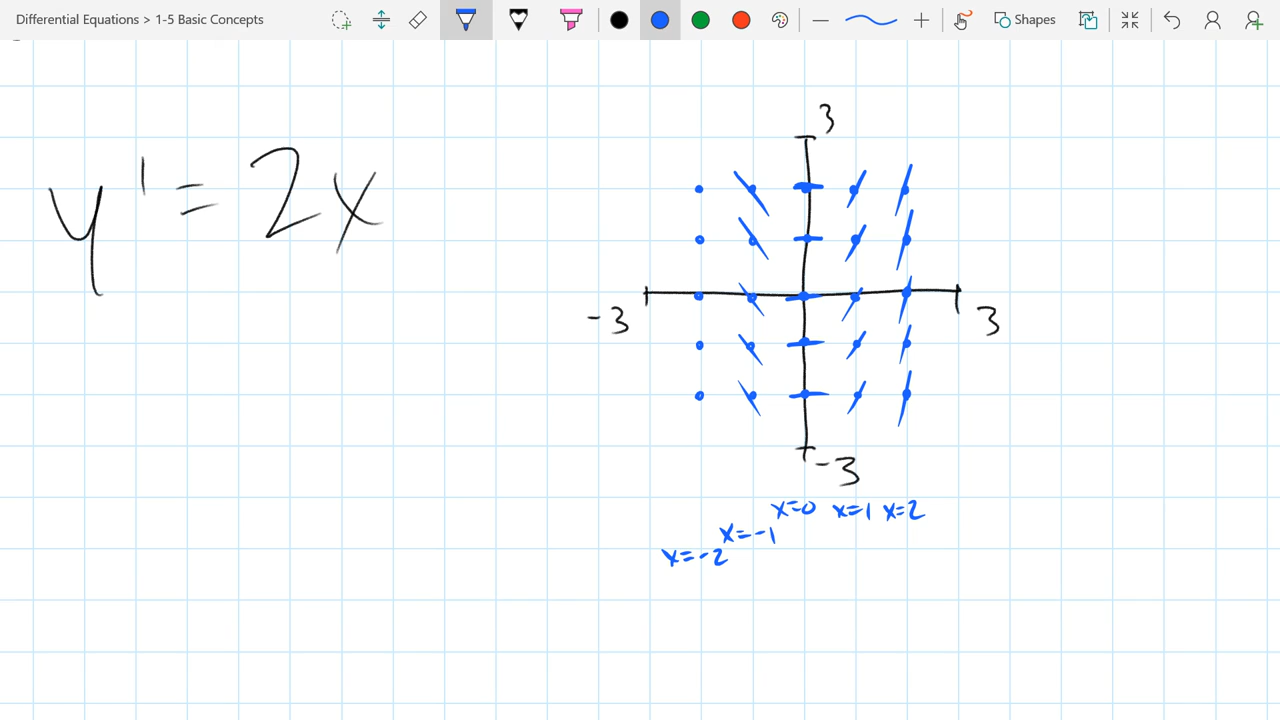 Differential Equations > 1-5 Basic Concepts
Shapes
y' = 2x
3
-3
3
-3
x=0 x=1 x=2
x=-1
x=-2